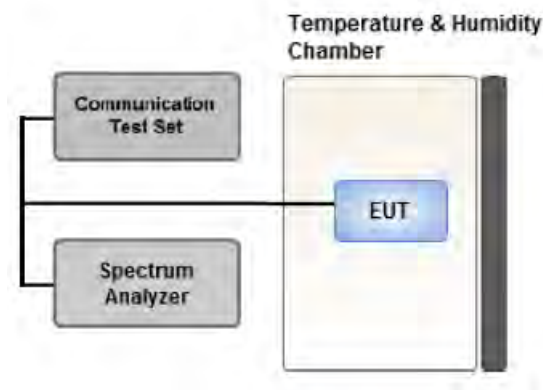 Temperature & Humidity
Chamber
Communication
Test Set
EUT
Spectrum
Analyzer